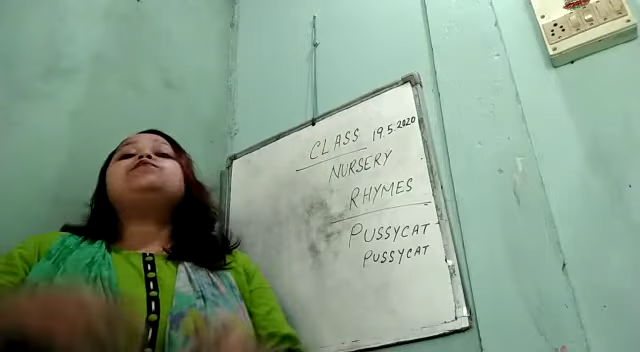 CLASS 19.5.2020
NURSERY
RHYMES
PUSSYCAT
PUSSYCAT